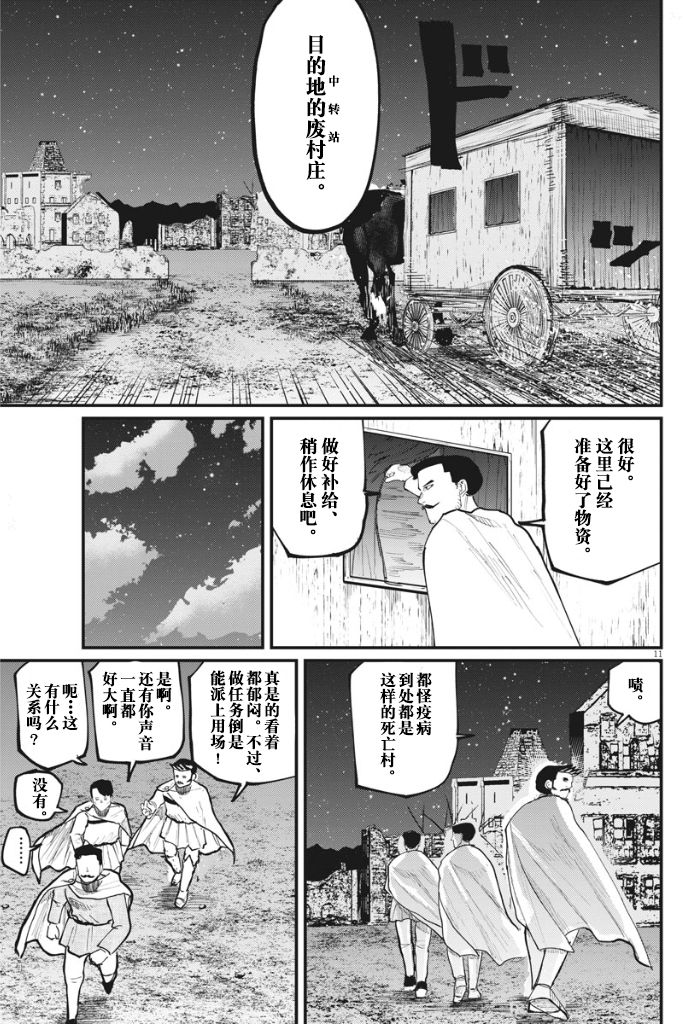 目的地的废村庄。
中转站
ド
ドン
很好。
这里已经
准备好了物资。
做好补给、
稍作休息吧。
11
啧。
都怪疫病
到处都是
这样的死亡村。
真是的看着
都郁闷。不过、
做任务倒是
能派上用场！
是啊。
还有你声音
一直都
好大啊。
呃…这
有什么
关系吗？
没有。
……